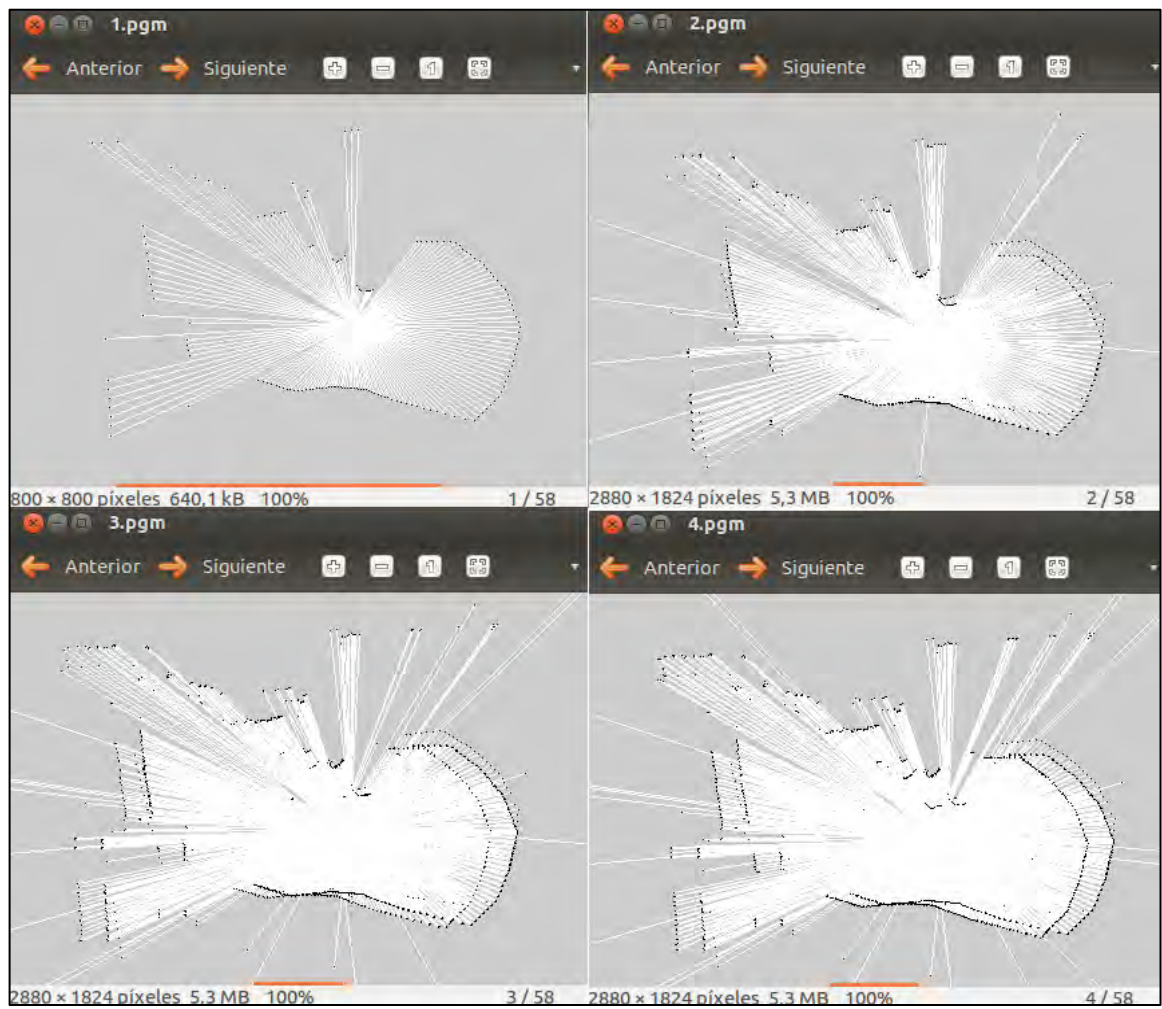 1.pgm
Anterior Siguiente
800 × 800 píxeles 640,1 kB 100% 1 / 58
2.pgm
Anterior Siguiente
2880 × 1824 píxeles 5,3 MB 100% 2 / 58
3.pgm
Anterior Siguiente
2880 × 1824 píxeles 5,3 MB 100% 3 / 58
4.pgm
Anterior Siguiente
2880 × 1824 píxeles 5,3 MB 100% 4 / 58